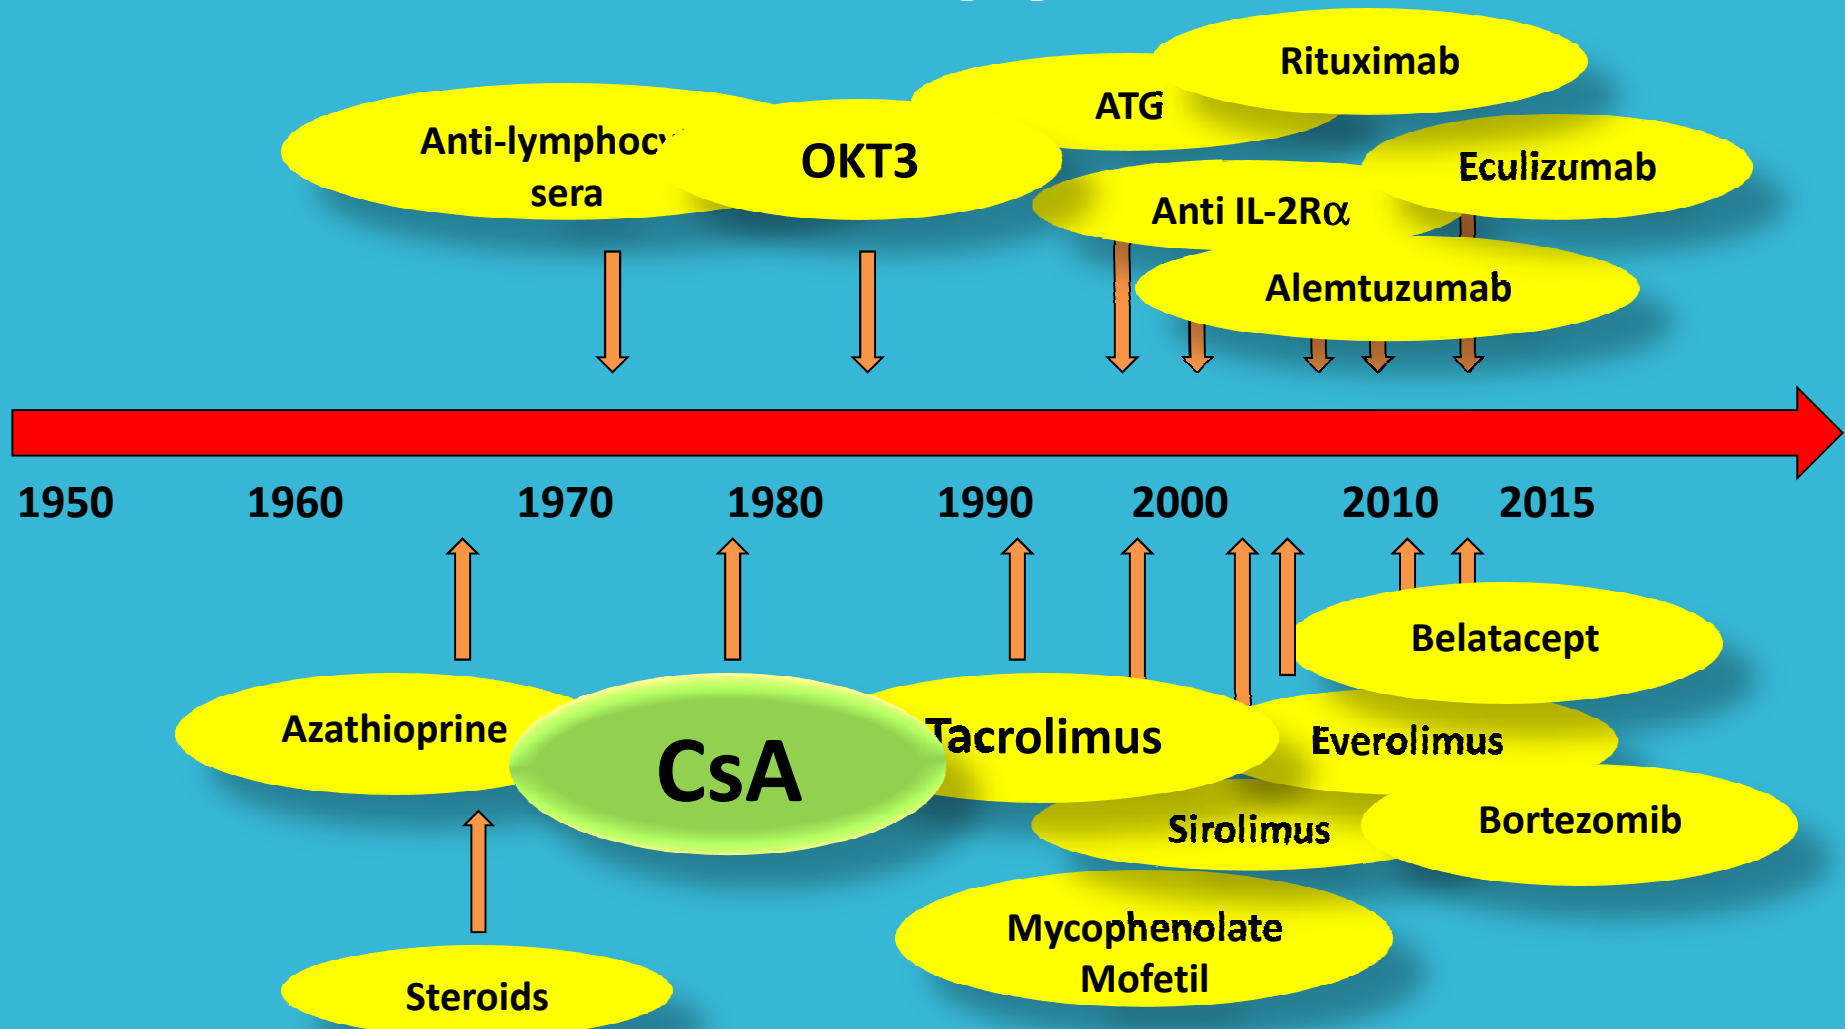 Rituximab
ATG
Anti-lymphocy
sera
OKT3
Eculizumab
Anti IL-2Rα
Alemtuzumab
1950 1960 1970 1980 1990 2000 2010 2015
Belatacept
Azathioprine
CsA
Tacrolimus
Everolimus
Sirolimus
Bortezomib
Mycophenolate
Mofetil
Steroids